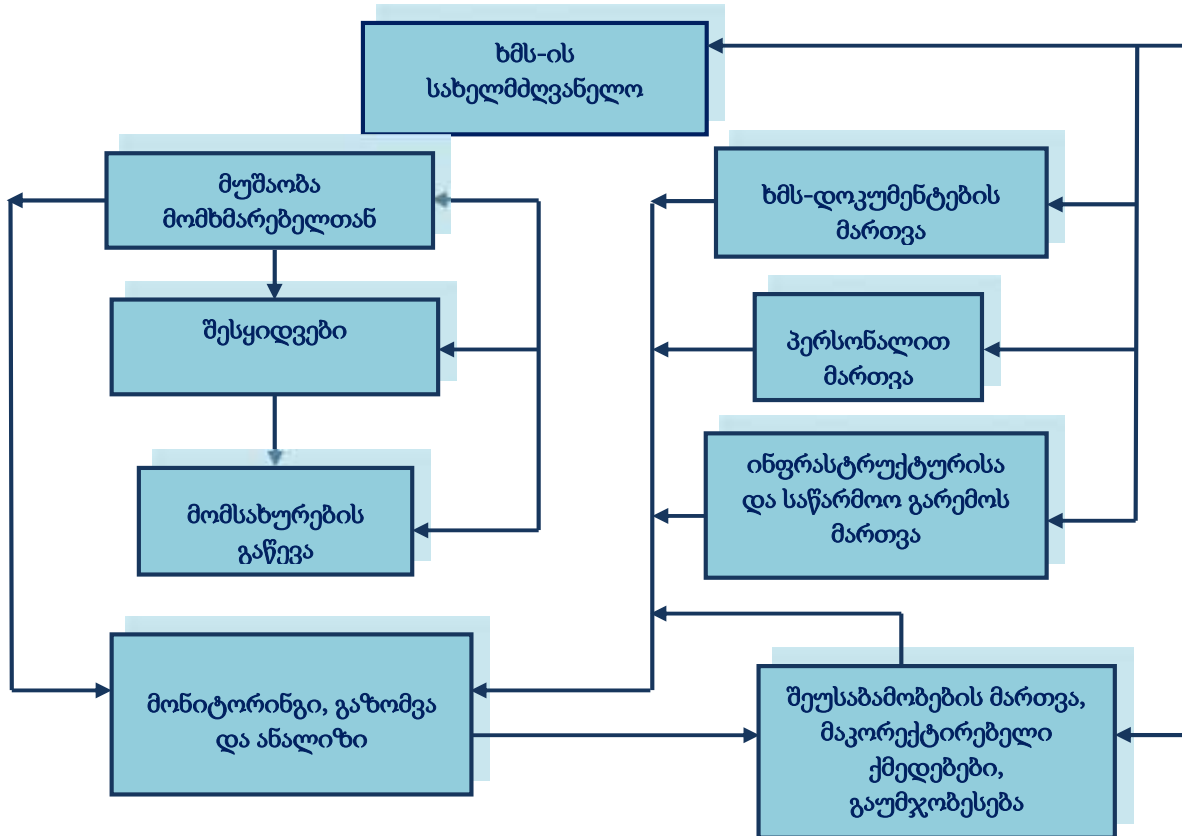 ხმს-ის
სახელმძღვანელო
მუშაობა
მომხმარებელთან
ხმს-დოკუმენტების
მართვა
შესყიდვები
პერსონალით
მართვა
ინფრასტრუქტურისა
და საწარმოო გარემოს
მართვა
მომსახურების
გაწევა
მონიტორინგი, გაზომვა
და ანალიზი
შეუსაბამობების მართვა,
მაკორექტირებელი
ქმედებები,
გაუმჯობესება